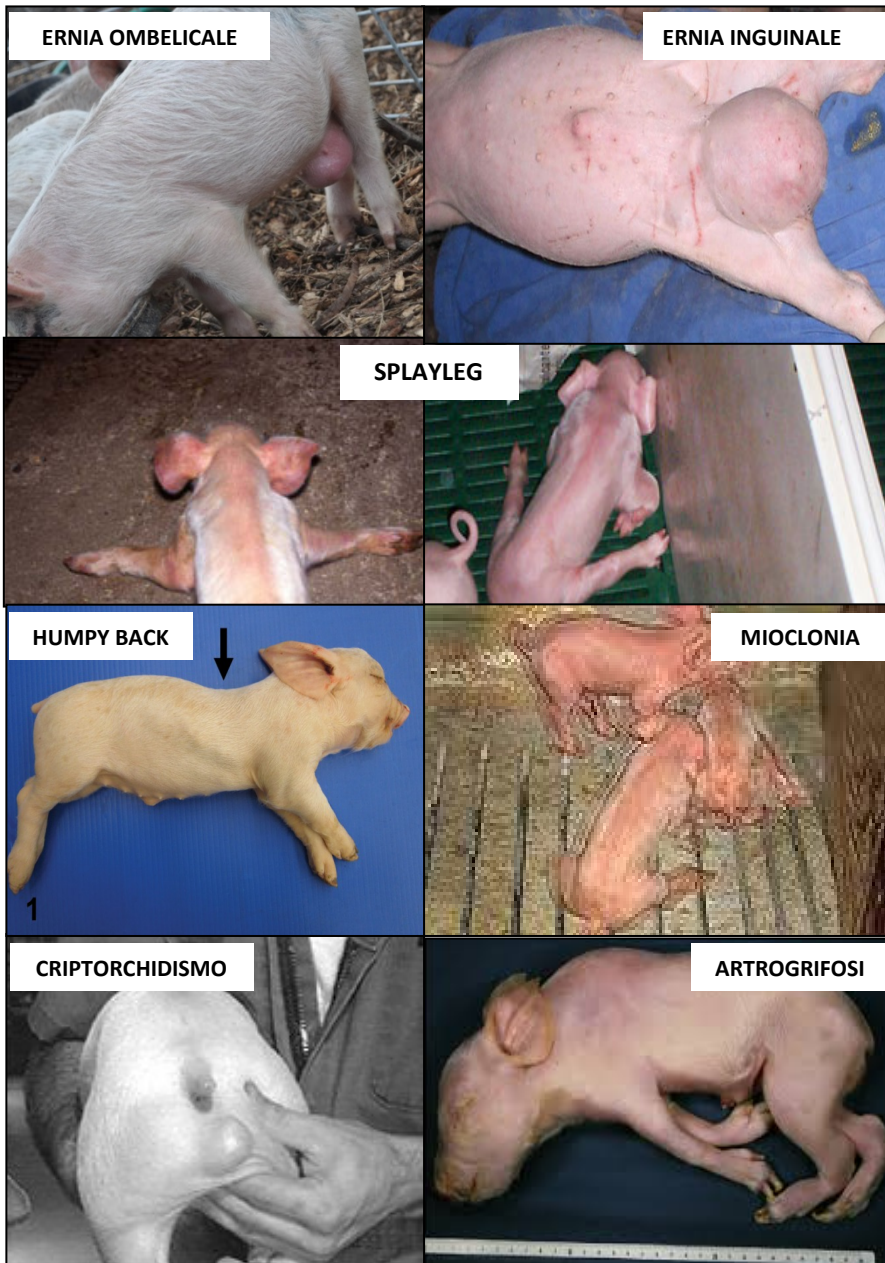 ERNIA OMBELICALE
ERNIA INGUINALE
SPLAYLEG
HUMPY BACK
MIOCLONIA
1
CRIPTORCHIDISMO
ARTROGRIFOSI